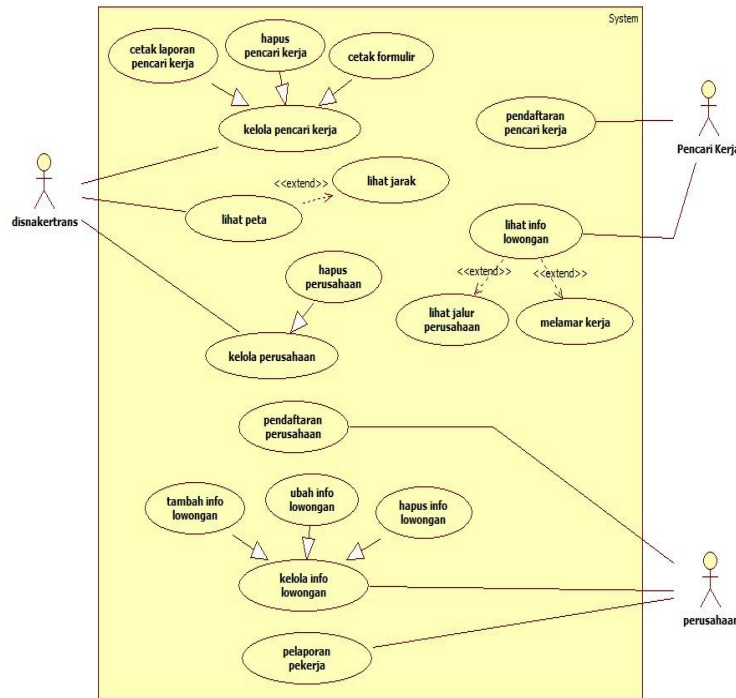 System
cetak laporan
pencari kerja
hapus
pencari kerja
cetak formulir
kelola pencari kerja
pendaftaran
pencari kerja
Pencari Kerja
disnakertrans
<<extend>>
lihat jarak
lihat peta
lihat info
lowongan
hapus
perusahaan
<<extend>>
<<extend>>
lihat jalur
perusahaan
melamar kerja
kelola perusahaan
pendaftaran
perusahaan
tambah info
lowongan
ubah info
lowongan
hapus info
lowongan
kelola info
lowongan
perusahaan
pelaporan
pekerja